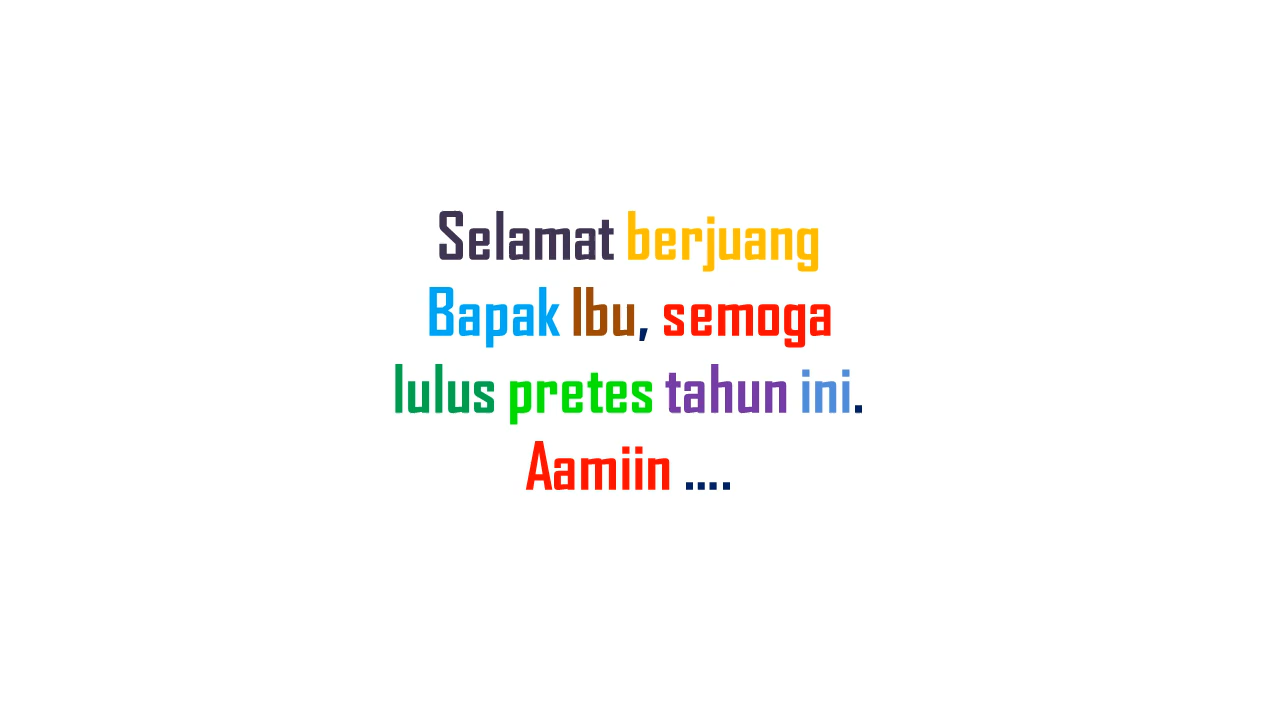 Selamat berjuang
Bapak Ibu, semoga
lulus pretes tahun ini.
Aamiin ....